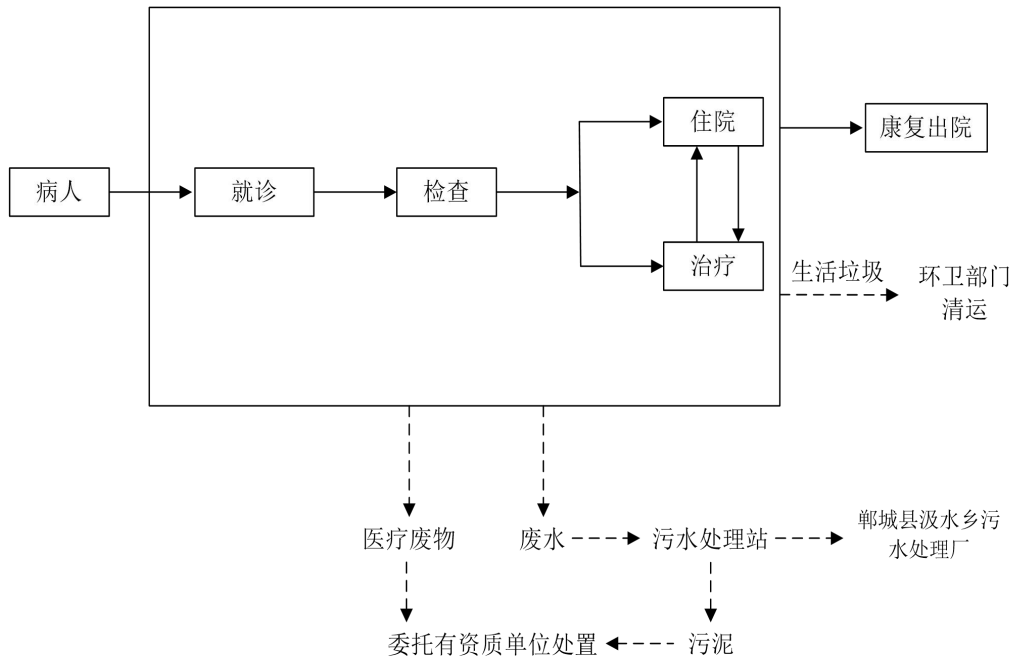 住院
康复出院
病人
就诊
检查
治疗
生活垃圾
环卫部门
清运
医疗废物
废水
污水处理站
郸城县汲水乡污
水处理厂
委托有资质单位处置
污泥